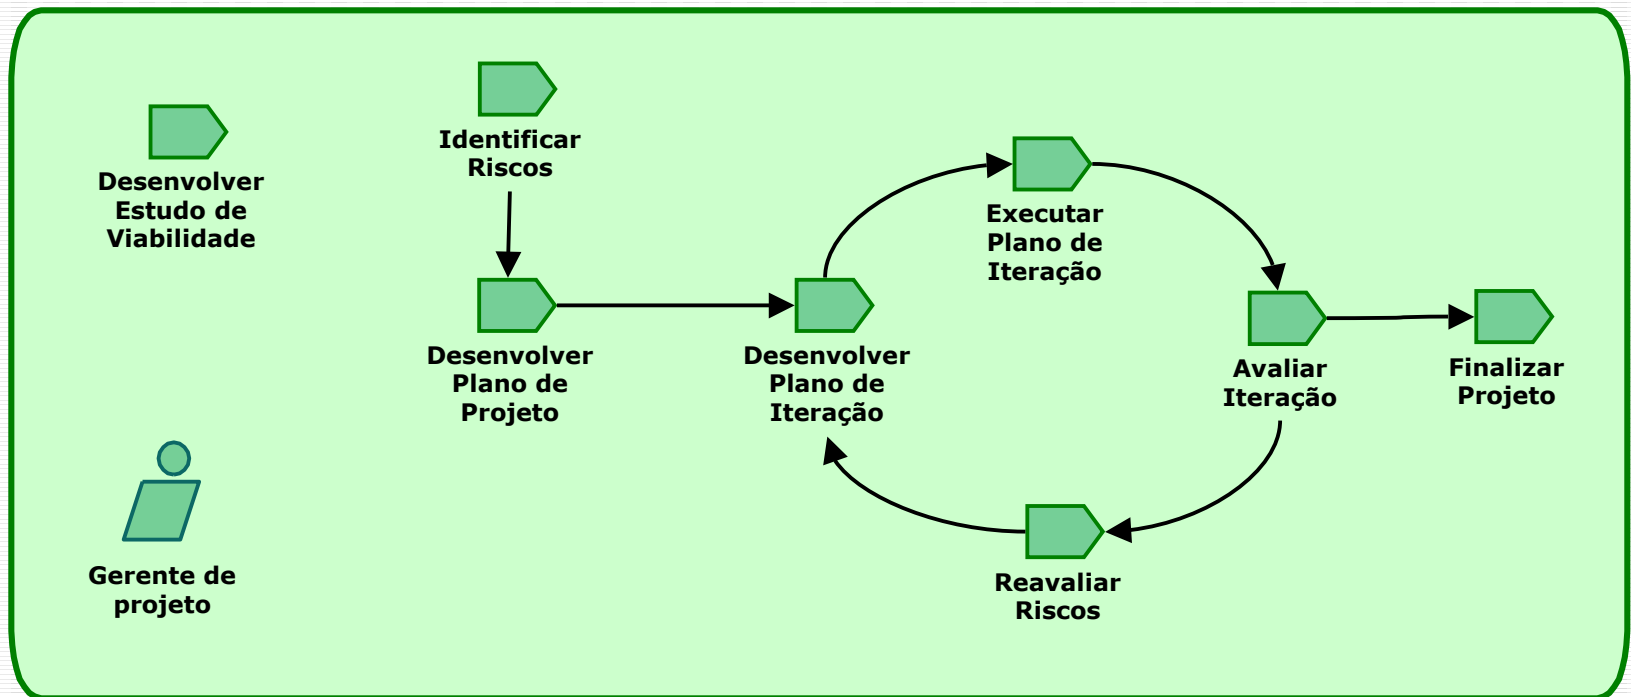 Identificar
Riscos
Desenvolver
Estudo de
Viabilidade
Executar
Plano de
Iteração
Desenvolver
Plano de
Projeto
Desenvolver
Plano de
Iteração
Avaliar
Iteração
Finalizar
Projeto
Gerente de
projeto
Reavaliar
Riscos